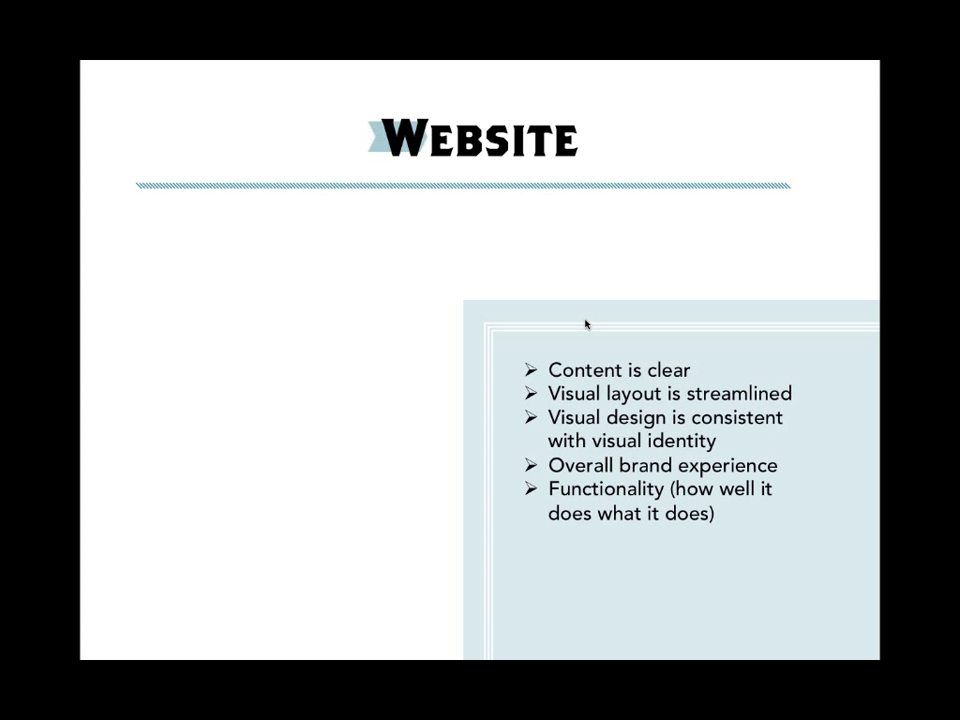 WEBSITE
➢ Content is clear
➢ Visual layout is streamlined
➢ Visual design is consistent
with visual identity
➢ Overall brand experience
➢ Functionality (how well it
does what it does)